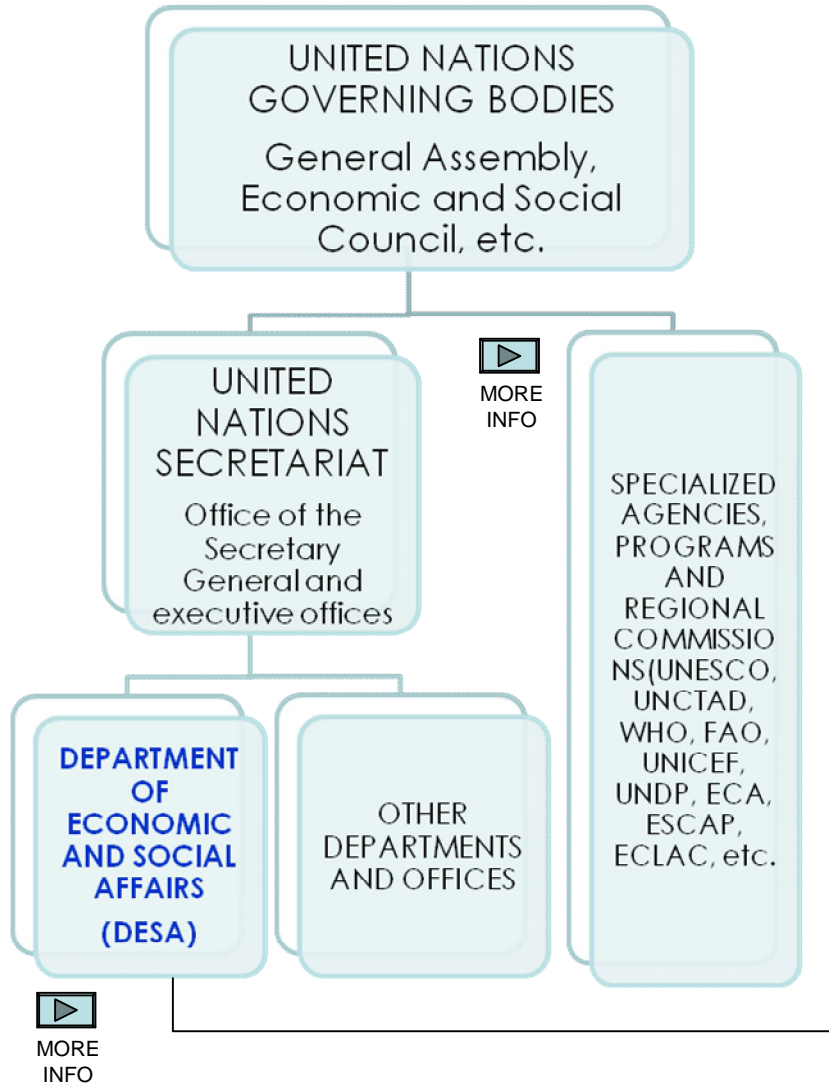 UNITED NATIONS
GOVERNING BODIES
General Assembly,
Economic and Social
Council, etc.
UNITED
NATIONS
SECRETARIAT
Office of the
Secretary
General and
executive offices
MORE
INFO
SPECIALIZED
AGENCIES,
PROGRAMS
AND
REGIONAL
COMMISSIO
NS(UNESCO,
UNCTAD,
WHO, FAO,
UNICEF,
UNDP, ECA,
ESCAP,
ECLAC, etc.
DEPARTMENT
OF
ECONOMIC
AND SOCIAL
AFFAIRS
(DESA)
OTHER
DEPARTMENTS
AND OFFICES
MORE
INFO